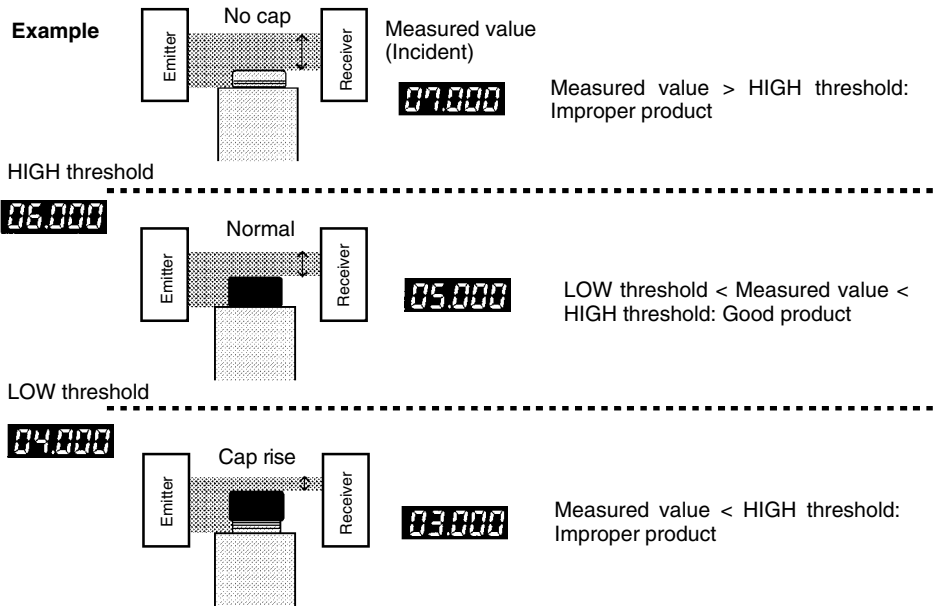 Example
No cap
Emitter
Receiver
Measured value
(Incident)
07.000
Measured value > HIGH threshold:
Improper product
HIGH threshold
06.000
Normal
Emitter
Receiver
05.000
LOW threshold < Measured value <
HIGH threshold: Good product
LOW threshold
04.000
Cap rise
Emitter
Receiver
03.000
Measured value < HIGH threshold:
Improper product